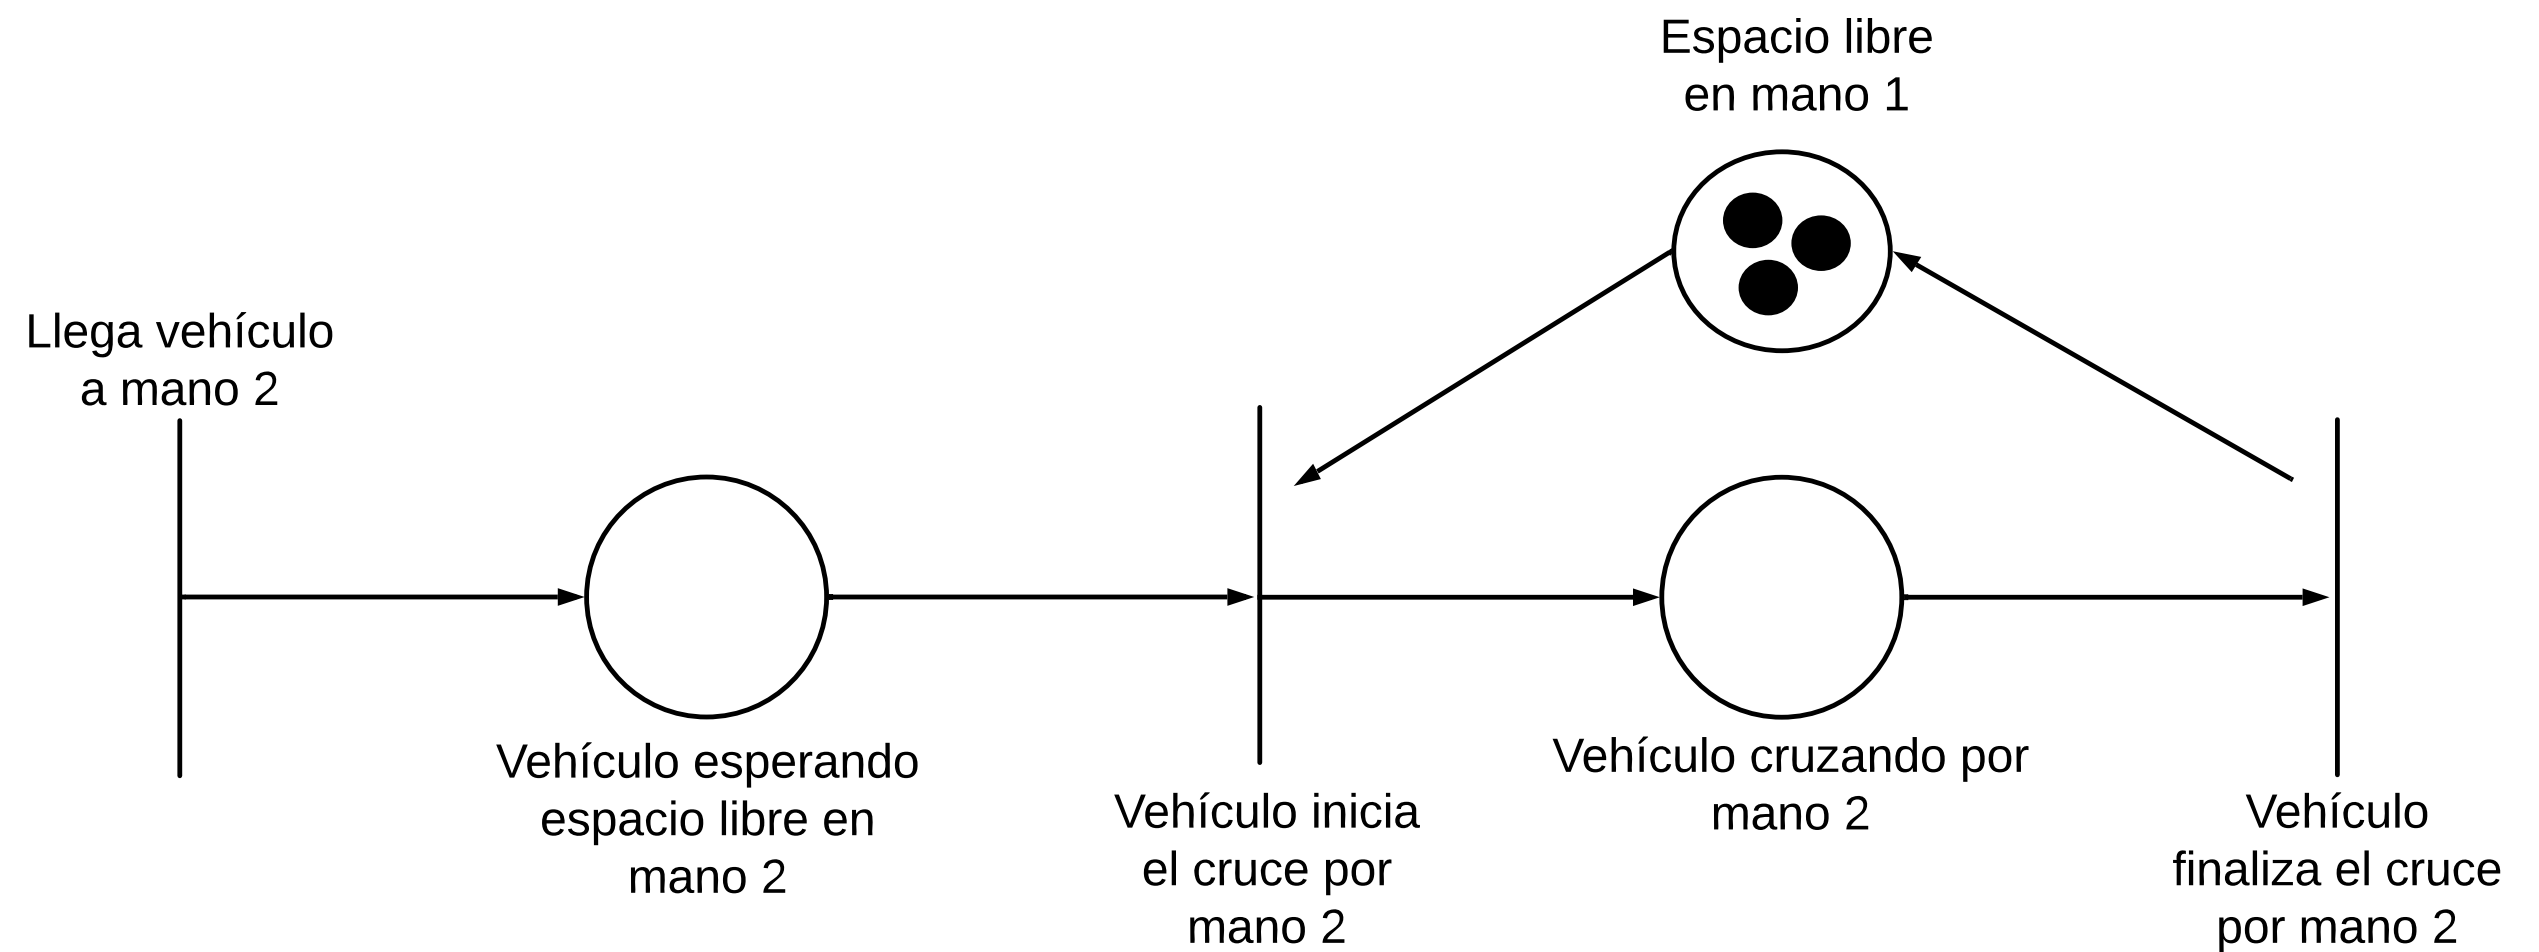 Espacio libre
en mano 1
Llega vehículo
a mano 2
Vehículo esperando
espacio libre en
mano 2
Vehículo inicia
el cruce por
mano 2
Vehículo cruzando por
mano 2
Vehículo
finaliza el cruce
por mano 2